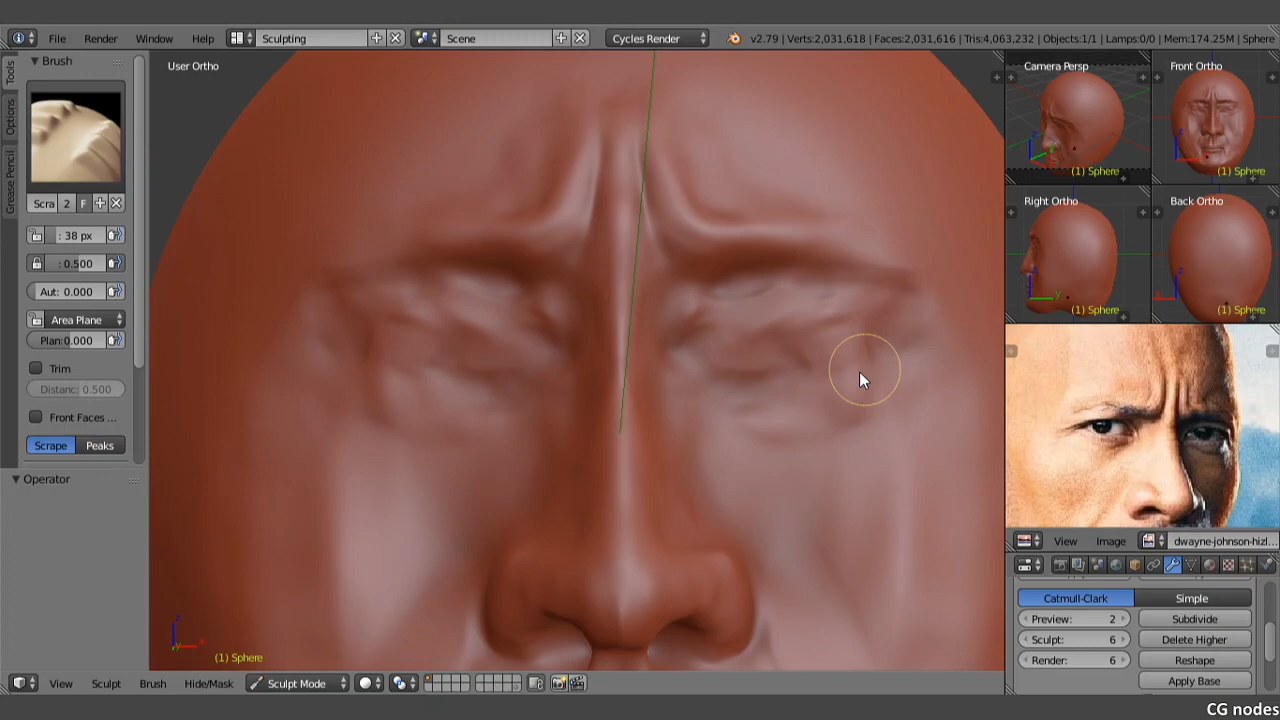 File Render Window Help Sculpting Scene Cycles Render v2.79 | Verts:2,031,618 | Faces:2,031,616 | Tris:4,063,232 | Objects:1/1 | Lamps:0/0 | Mem:174.25M | Sphere
Tools
Options
Grease Pencil
Brush
Scra 2 F
: 38 px
: 0.500
Aut: 0.000
Area Plane
Plan:0.000
Trim
Distanc: 0.500
Front Faces ...
Scrape Peaks
Operator
User Ortho
(1) Sphere
Camera Persp
(1) Sphere
Front Ortho
(1) Sphere
Right Ortho
(1) Sphere
Back Ortho
(1) Sphere
View Image dwayne-johnson-hizl...
Catmull-Clark Simple
Preview: 2 Subdivide
Sculpt: 6 Delete Higher
Render: 6 Reshape
Apply Base
View Sculpt Brush Hide/Mask Sculpt Mode
CG nodes